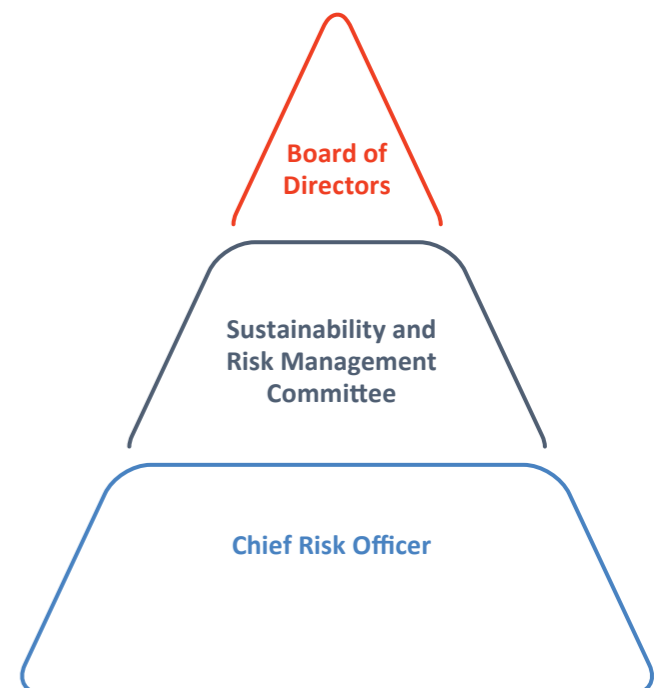 Board of
Directors
Sustainability and
Risk Management
Committee
Chief Risk Officer